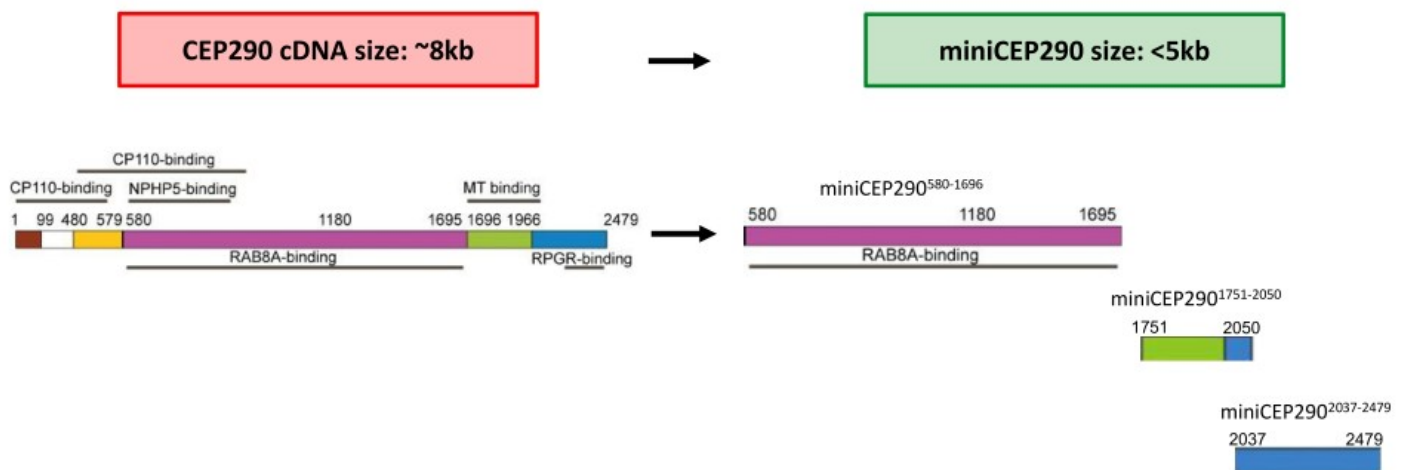 CEP290 cDNA size: ~8kb
miniCEP290 size: <5kb
CP110-binding
CP110-binding NPHP5-binding MT binding
1 99 480 579 580 1180 1695 1696 1966 2479
RAB8A-binding
RPGR-binding
miniCEP290580-1696
580 1180 1695
RAB8A-binding
miniCEP2901751-2050
1751 2050
miniCEP2902037-2479
2037 2479